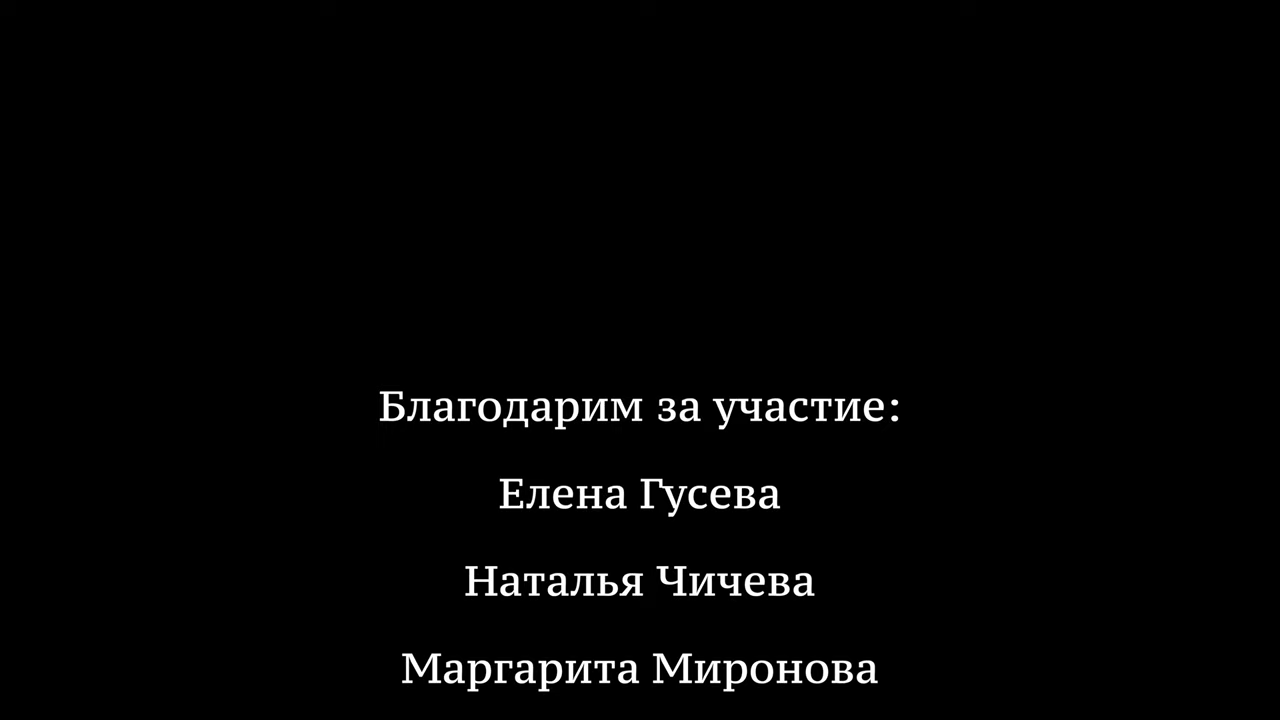 Благодарим за участие:
Елена Гусева
Наталья Чичева
Маргарита Миронова